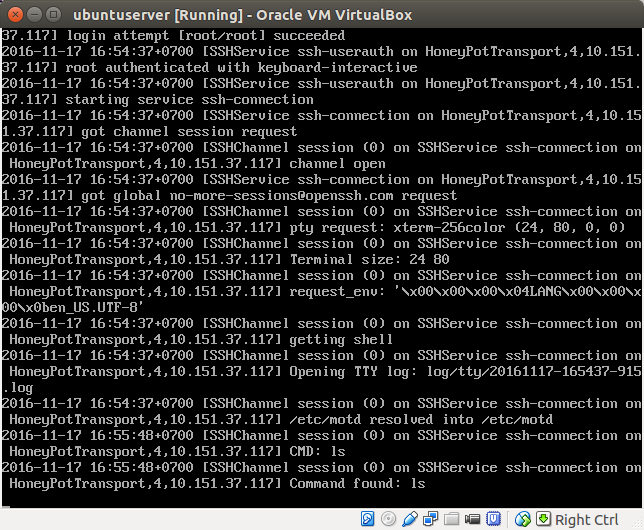 ubuntuserver [Running] - Oracle VM VirtualBox
37.117] login attempt [root/root] succeeded
2016-11-17 16:54:37+0700 [SSHService ssh-userauth on HoneyPotTransport,4,10.151.
37.117] root authenticated with keyboard-interactive
2016-11-17 16:54:37+0700 [SSHService ssh-userauth on HoneyPotTransport,4,10.151.
37.117] starting service ssh-connection
2016-11-17 16:54:37+0700 [SSHService ssh-connection on HoneyPotTransport,4,10.15
1.37.117] got channel session request
2016-11-17 16:54:37+0700 [SSHChannel session (0) on SSHService ssh-connection on
HoneyPotTransport,4,10.151.37.117] channel open
2016-11-17 16:54:37+0700 [SSHService ssh-connection on HoneyPotTransport,4,10.15
1.37.117] got global no-more-sessions@openssh.com request
2016-11-17 16:54:37+0700 [SSHChannel session (0) on SSHService ssh-connection on
HoneyPotTransport,4,10.151.37.117] pty request: xterm-256color (24, 80, 0, 0)
2016-11-17 16:54:37+0700 [SSHChannel session (0) on SSHService ssh-connection on
HoneyPotTransport,4,10.151.37.117] Terminal size: 24 80
2016-11-17 16:54:37+0700 [SSHChannel session (0) on SSHService ssh-connection on
HoneyPotTransport,4,10.151.37.117] request_env: '\x00\x00\x00\x04LANG\x00\x00\x
00\x0ben_US.UTF-8'
2016-11-17 16:54:37+0700 [SSHChannel session (0) on SSHService ssh-connection on
HoneyPotTransport,4,10.151.37.117] getting shell
2016-11-17 16:54:37+0700 [SSHChannel session (0) on SSHService ssh-connection on
HoneyPotTransport,4,10.151.37.117] Opening TTY log: log/tty/20161117-165437-915
.log
2016-11-17 16:54:37+0700 [SSHChannel session (0) on SSHService ssh-connection on
HoneyPotTransport,4,10.151.37.117] /etc/motd resolved into /etc/motd
2016-11-17 16:55:48+0700 [SSHChannel session (0) on SSHService ssh-connection on
HoneyPotTransport,4,10.151.37.117] CMD: ls
2016-11-17 16:55:48+0700 [SSHChannel session (0) on SSHService ssh-connection on
HoneyPotTransport,4,10.151.37.117] Command found: ls
Right Ctrl